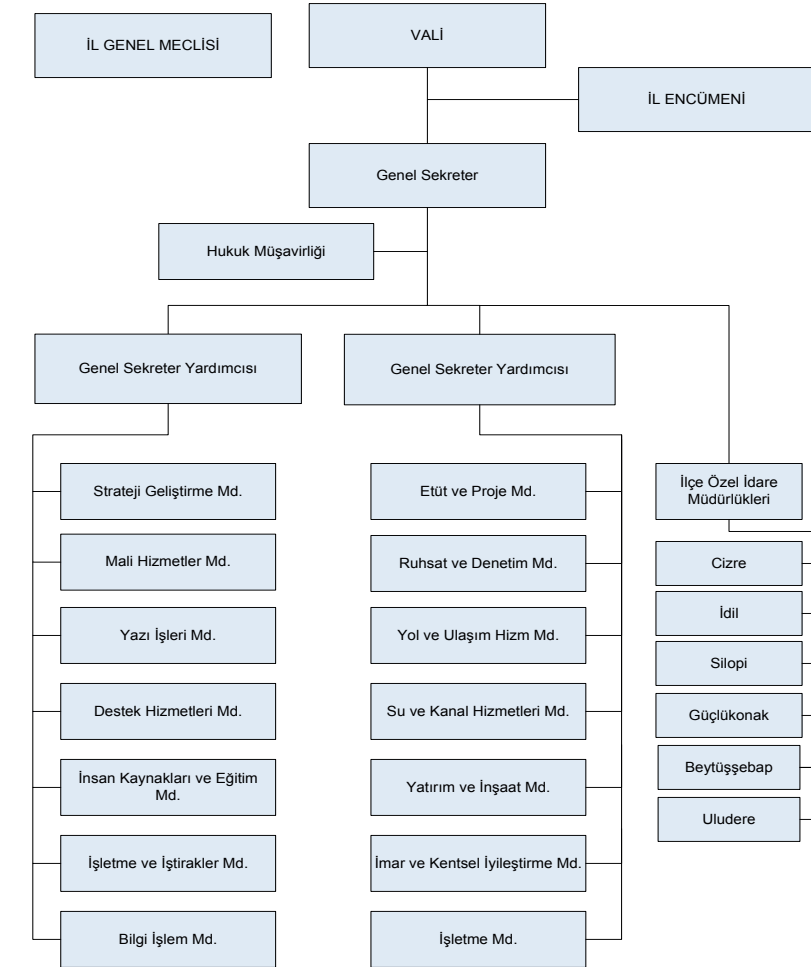 İL GENEL MECLİSİ
VALİ
İL ENCÜMENİ
Genel Sekreter
Hukuk Müşavirliği
Genel Sekreter Yardımcısı
Genel Sekreter Yardımcısı
Strateji Geliştirme Md.
Mali Hizmetler Md.
Yazı İşleri Md.
Destek Hizmetleri Md.
İnsan Kaynakları ve Eğitim
Md.
İşletme ve İştirakler Md.
Bilgi İşlem Md.
Etüt ve Proje Md.
Ruhsat ve Denetim Md.
Yol ve Ulaşım Hizm Md.
Su ve Kanal Hizmetleri Md.
Yatırım ve İnşaat Md.
İmar ve Kentsel İyileştirme Md.
İşletme Md.
İlçe Özel İdare
Müdürlükleri
Cizre
İdil
Silopi
Güçlükonak
Beytüşşebap
Uludere